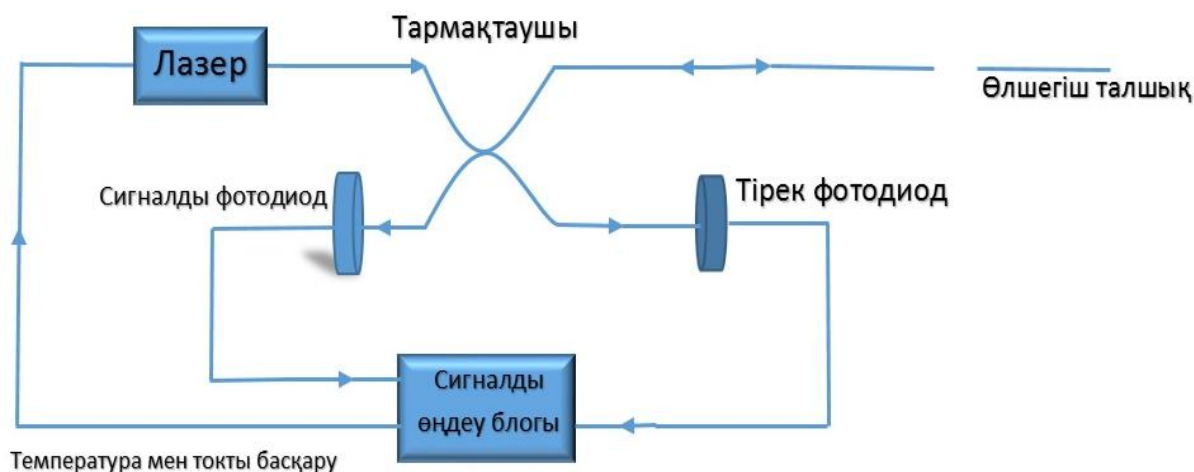 Тармақтаушы
Лазер
Өлшегіш талшық
Сигналды фотодиод
Тірек фотодиод
Сигналды
өңдеу блогы
Температура мен токты басқару